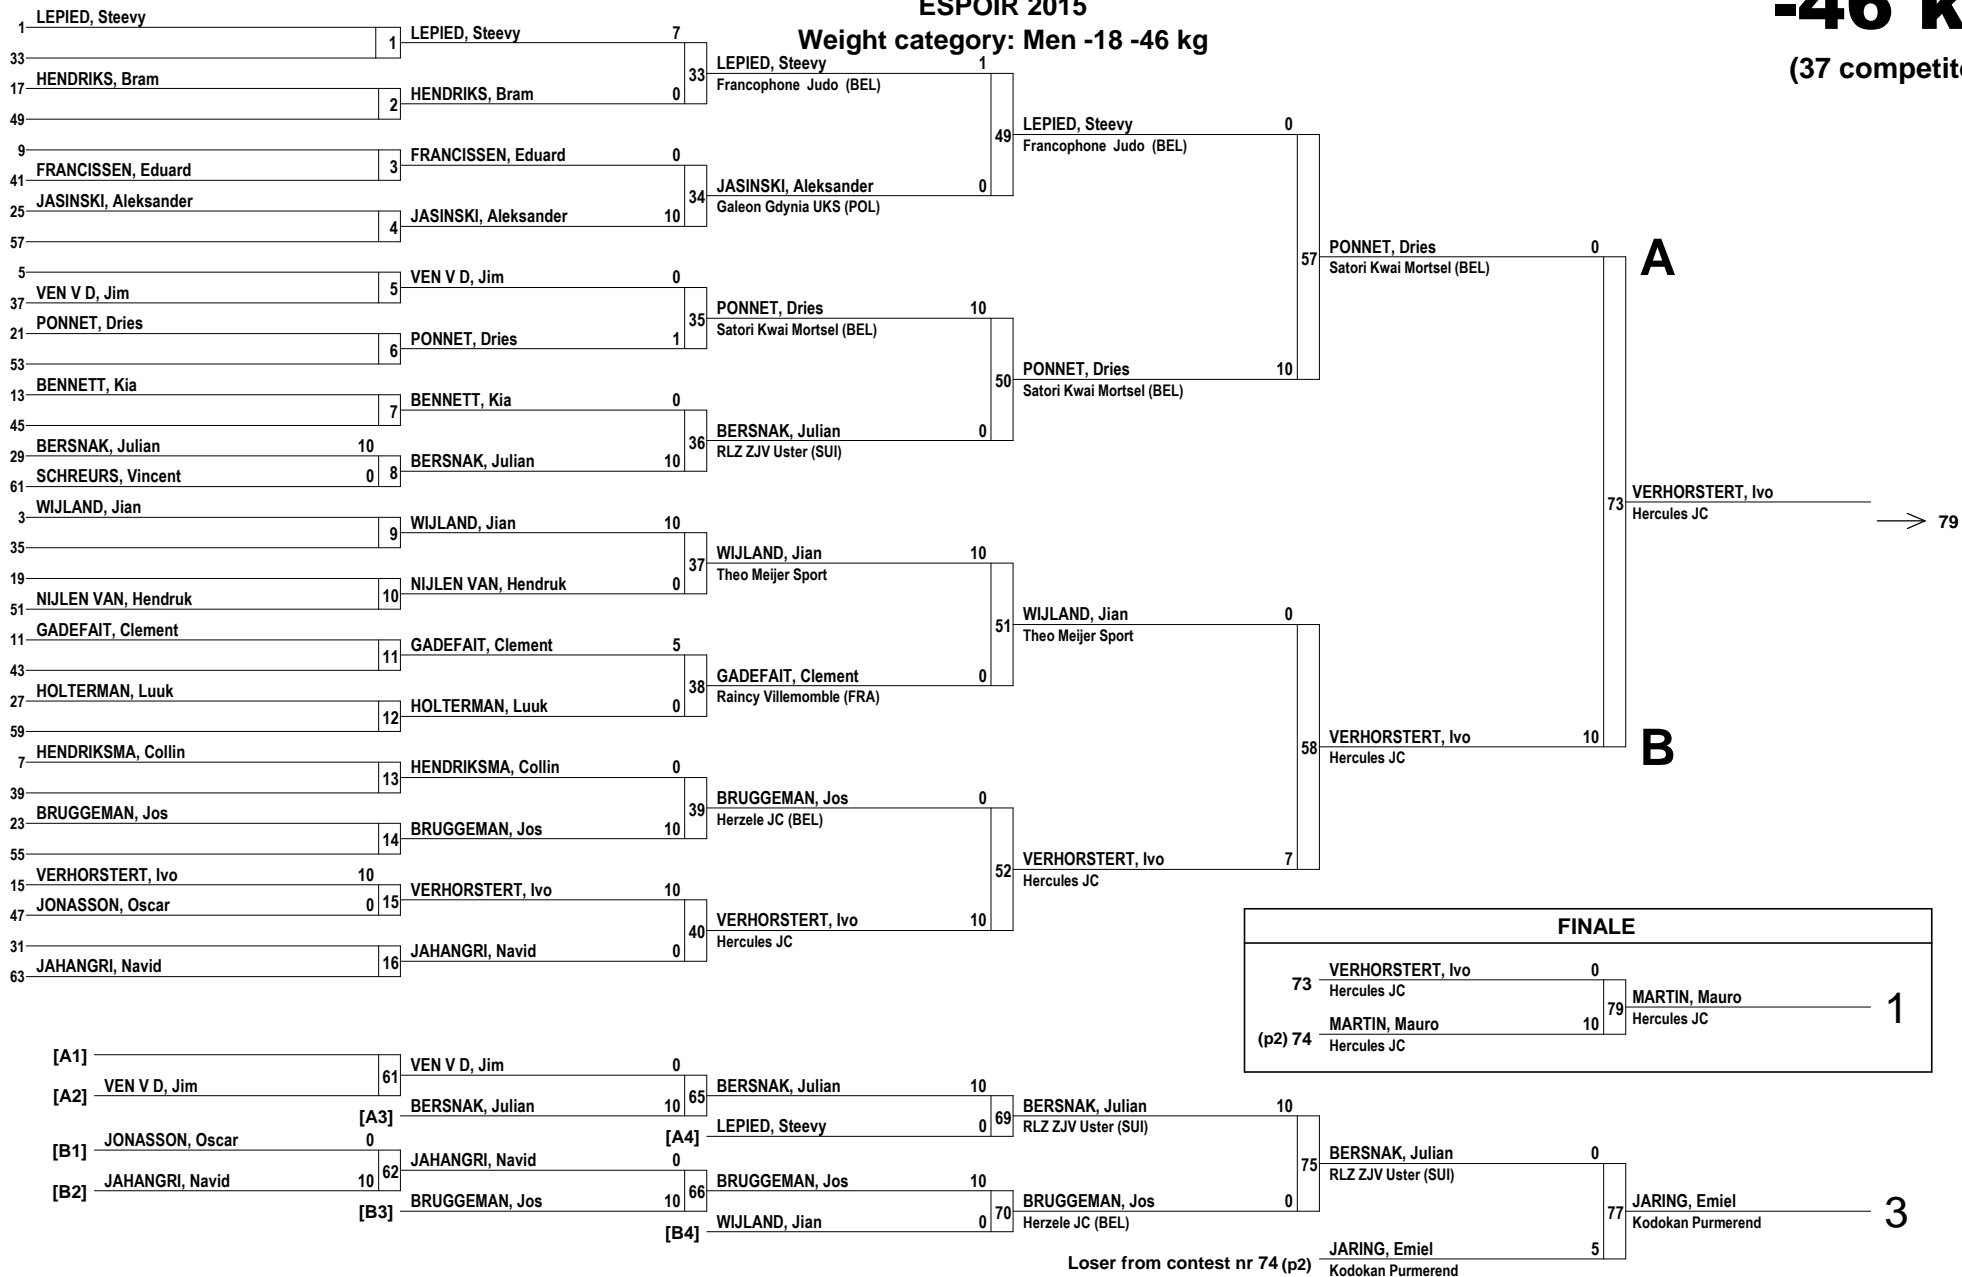 ESPOIR 2015
Weight category: Men -18 -46 kg
-46 k
(37 competit
1 LEPIED, Steevy
33
1
17 HENDRIKS, Bram
49
2
9
41 FRANCISSEN, Eduard
3
25 JASINSKI, Aleksander
57
4
5
37 VEN V D, Jim
5
21 PONNET, Dries
53
6
13 BENNETT, Kia
45
7
29 BERSNAK, Julian 10
61 SCHREURS, Vincent 0
8
3 WIJLAND, Jian
35
9
19
51 NIJLEN VAN, Hendruk
10
11 GADEFAIT, Clement
43
11
27 HOLTERMAN, Luuk
59
12
7 HENDRIKSMA, Collin
39
13
23 BRUGGEMAN, Jos
55
14
15 VERHORSTERT, Ivo 10
47 JONASSON, Oscar 0
15
31
63 JAHANGRI, Navid
16
LEPIED, Steevy 7
HENDRIKS, Bram 0
33
FRANCISSEN, Eduard 0
JASINSKI, Aleksander 10
34
VEN V D, Jim 0
PONNET, Dries 1
35
BENNETT, Kia 0
BERSNAK, Julian 10
36
WIJLAND, Jian 10
NIJLEN VAN, Hendruk 0
37
GADEFAIT, Clement 5
HOLTERMAN, Luuk 0
38
HENDRIKSMA, Collin 0
BRUGGEMAN, Jos 10
39
VERHORSTERT, Ivo 10
JAHANGRI, Navid 0
40
LEPIED, Steevy 1
Francophone Judo (BEL)
JASINSKI, Aleksander 0
Galeon Gdynia UKS (POL)
49
PONNET, Dries 10
Satori Kwai Mortsel (BEL)
BERSNAK, Julian 0
RLZ ZJV Uster (SUI)
50
WIJLAND, Jian 10
Theo Meijer Sport
GADEFAIT, Clement 0
Raincy Villemomble (FRA)
51
BRUGGEMAN, Jos 0
Herzele JC (BEL)
VERHORSTERT, Ivo 10
Hercules JC
52
LEPIED, Steevy 0
Francophone Judo (BEL)
PONNET, Dries 10
Satori Kwai Mortsel (BEL)
57
WIJLAND, Jian 0
Theo Meijer Sport
VERHORSTERT, Ivo 7
Hercules JC
58
PONNET, Dries 0
Satori Kwai Mortsel (BEL)
A
VERHORSTERT, Ivo 10
Hercules JC
B
73
VERHORSTERT, Ivo
Hercules JC
79
FINALE
73 VERHORSTERT, Ivo 0
Hercules JC
(p2) 74 MARTIN, Mauro 10
Hercules JC
79
MARTIN, Mauro
Hercules JC
1
[A1]
[A2] VEN V D, Jim
61
[B1] JONASSON, Oscar 0
[B2] JAHANGRI, Navid 10
62
VEN V D, Jim 0
[A3] BERSNAK, Julian 10
65
JAHANGRI, Navid 0
[B3] BRUGGEMAN, Jos 10
66
BERSNAK, Julian 10
[A4] LEPIED, Steevy 0
69
BRUGGEMAN, Jos 10
[B4] WIJLAND, Jian 0
70
BERSNAK, Julian 10
RLZ ZJV Uster (SUI)
BRUGGEMAN, Jos 0
Herzele JC (BEL)
75
BERSNAK, Julian 0
RLZ ZJV Uster (SUI)
Loser from contest nr 74 (p2) JARING, Emiel 5
Kodokan Purmerend
77
JARING, Emiel
Kodokan Purmerend
3